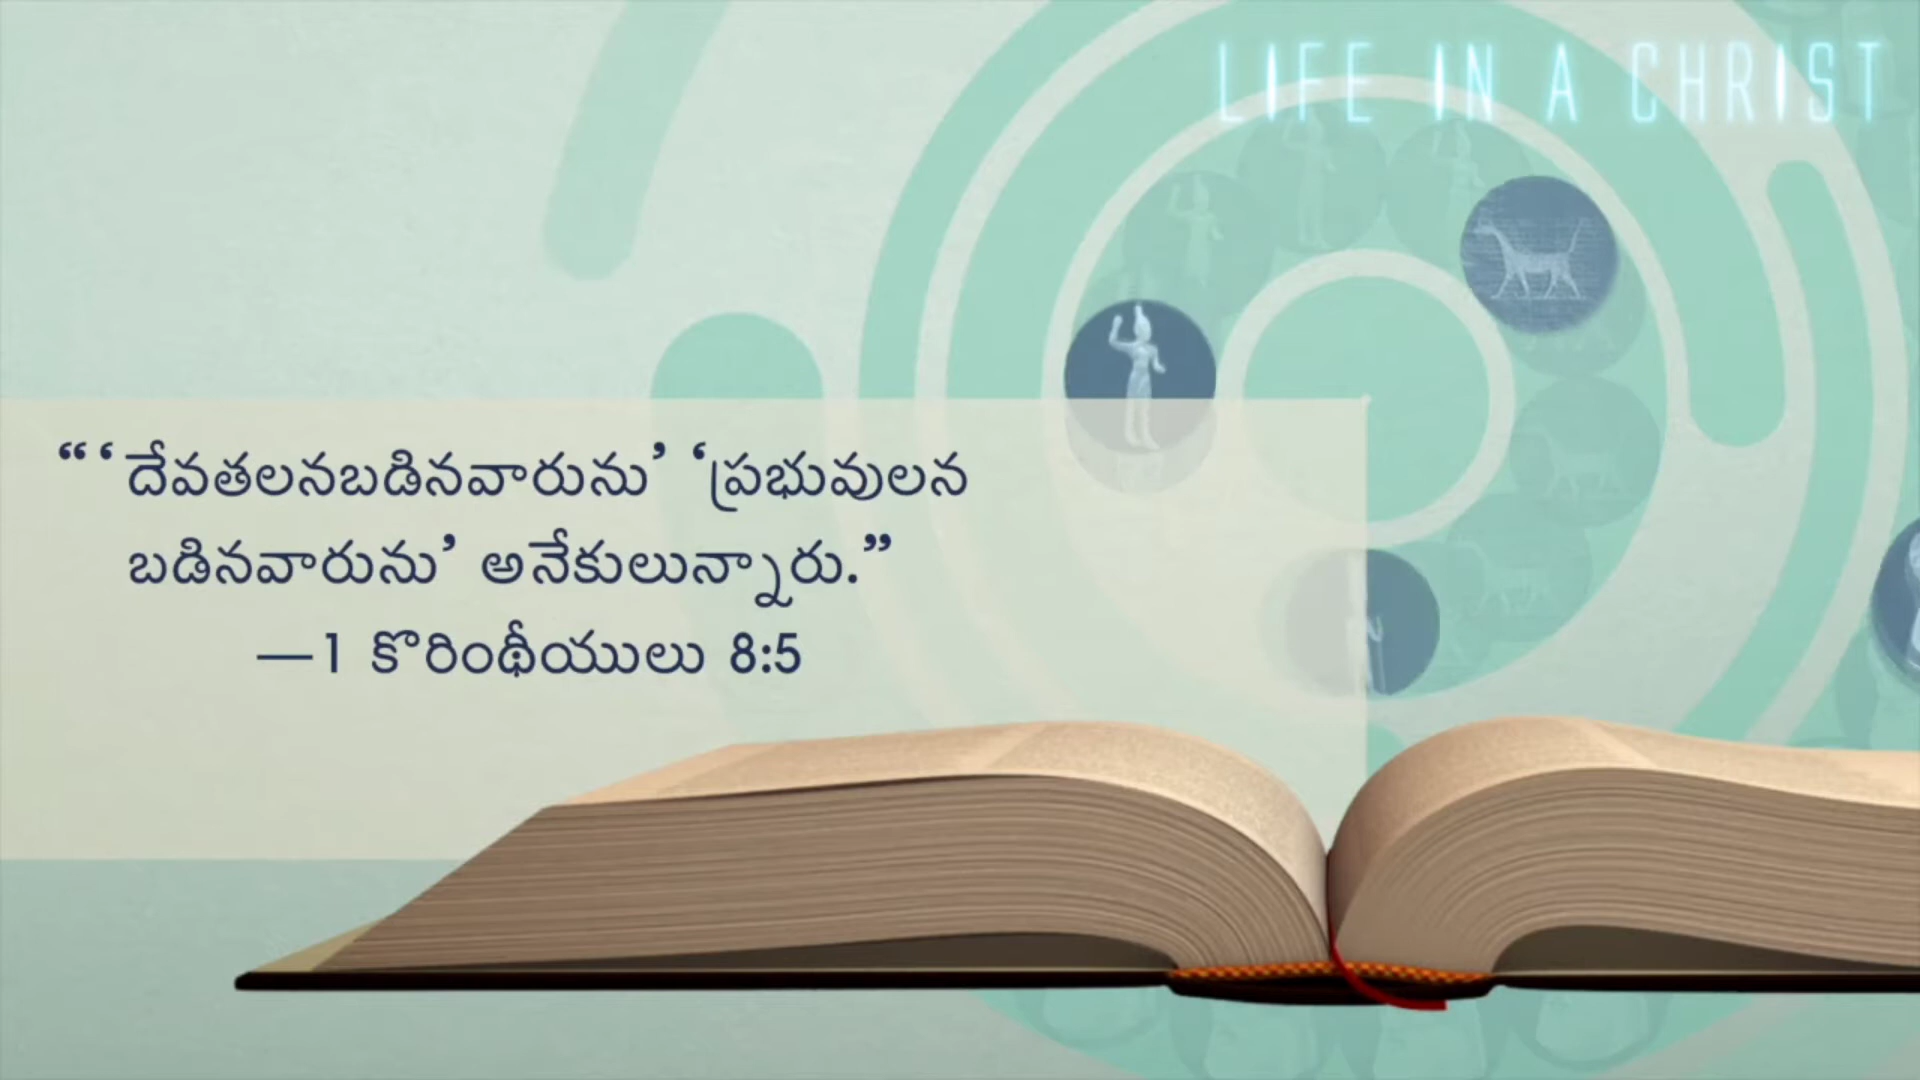 LIFE IN A CHRIST
“ ‘దేవతలనబడినవారును’ ‘ప్రభువులన
బడినవారును’ అనేకులున్నారు.”
—1 కొరింథీయులు 8:5